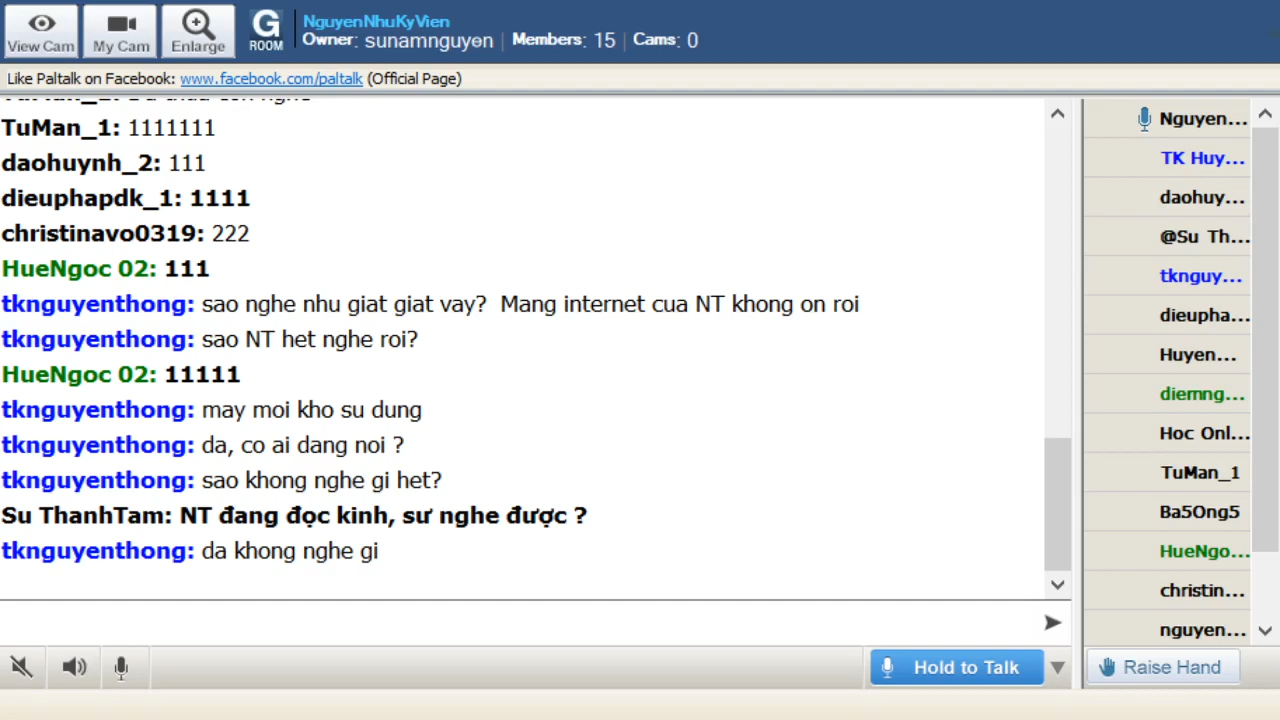 View Cam
My Cam
Enlarge
G
ROOM
NguyenNhuKyVien
Owner: sunamnguyen | Members: 15 | Cams: 0
Like Paltalk on Facebook: www.facebook.com/paltalk (Official Page)
TuMan_1: 1111111
daohuynh_2: 111
dieuphapdk_1: 1111
christinavo0319: 222
HueNgoc 02: 111
tknguyenthong: sao nghe nhu giat giat vay?  Mang internet cua NT khong on roi
tknguyenthong: sao NT het nghe roi?
HueNgoc 02: 11111
tknguyenthong: may moi kho su dung
tknguyenthong: da, co ai dang noi ?
tknguyenthong: sao khong nghe gi het?
Su ThanhTam: NT đang đọc kinh, sư nghe được ?
tknguyenthong: da khong nghe gi
Hold to Talk
Nguyen...
TK Huy...
daohuy...
@Su Th...
tknguy...
dieupha...
Huyen...
diemng...
Hoc Onl...
TuMan_1
Ba5Ong5
HueNgo...
christin...
nguyen...
Raise Hand